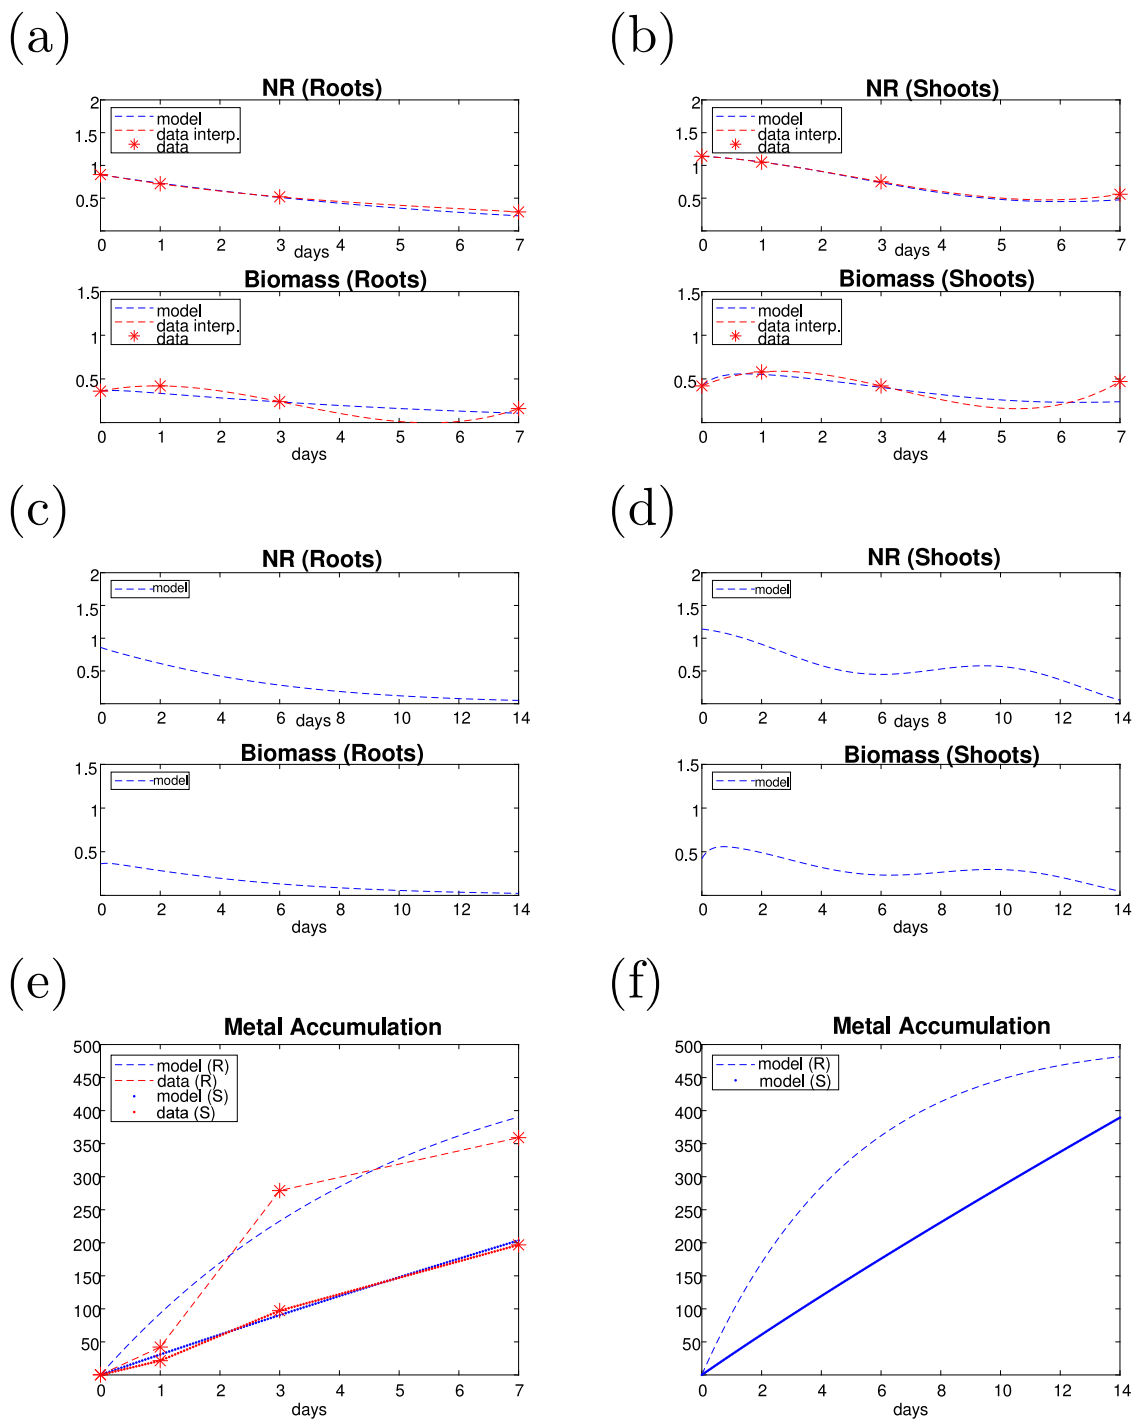 (a)
NR (Roots)
2
1.5
1
0.5
model
data interp.
data
0 1 2 3 4 5 6 7
days
Biomass (Roots)
1.5
1
0.5
model
data interp.
data
0 1 2 3 4 5 6 7
days
(b)
NR (Shoots)
2
1.5
1
0.5
model
data interp.
data
0 1 2 3 4 5 6 7
days
Biomass (Shoots)
1.5
1
0.5
model
data interp.
data
0 1 2 3 4 5 6 7
days
(c)
NR (Roots)
2
1.5
1
0.5
model
0 2 4 6 8 10 12 14
days
Biomass (Roots)
1.5
1
0.5
model
0 2 4 6 8 10 12 14
days
(d)
NR (Shoots)
2
1.5
1
0.5
model
0 2 4 6 8 10 12 14
days
Biomass (Shoots)
1.5
1
0.5
model
0 2 4 6 8 10 12 14
days
(e)
Metal Accumulation
500
450
400
350
300
250
200
150
100
50
model (R)
data (R)
model (S)
data (S)
0 1 2 3 4 5 6 7
days
(f)
Metal Accumulation
500
450
400
350
300
250
200
150
100
50
model (R)
model (S)
0 2 4 6 8 10 12 14
days